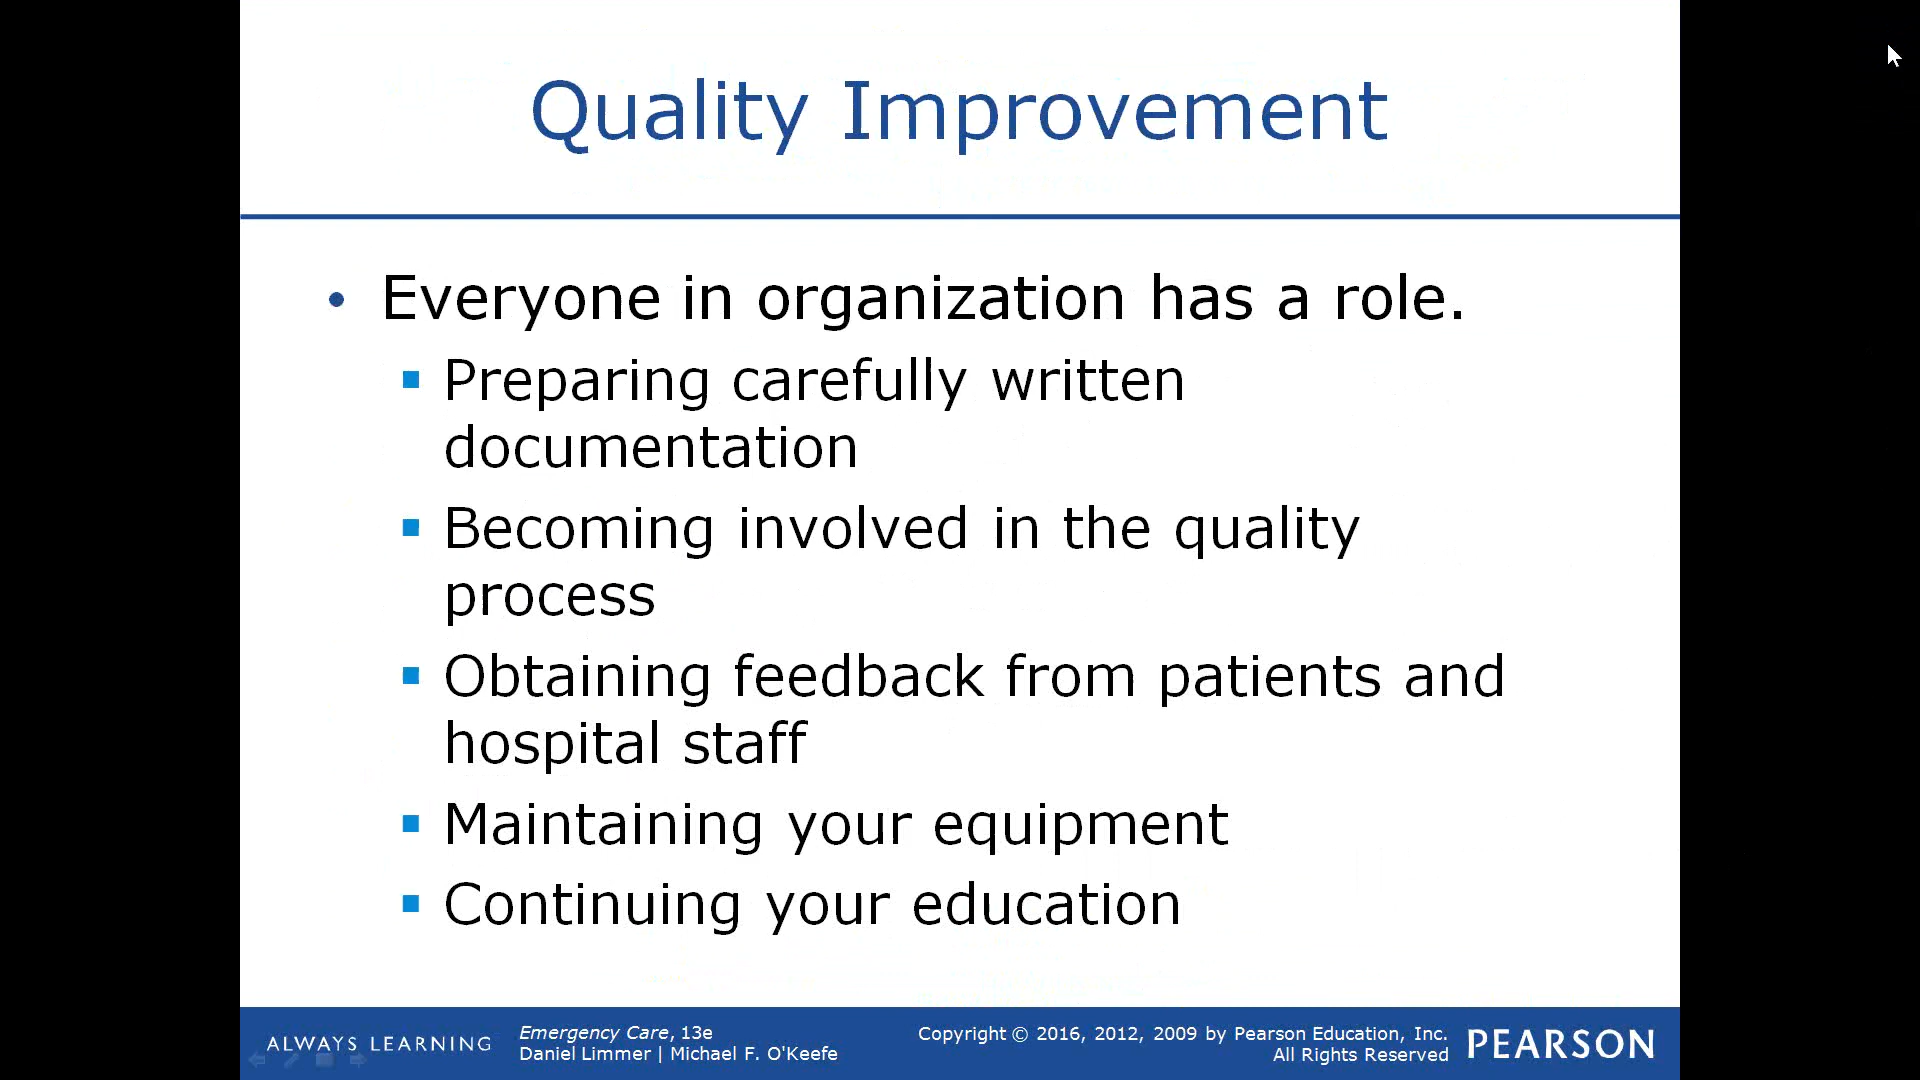 Quality Improvement
• Everyone in organization has a role.
▪ Preparing carefully written
documentation
▪ Becoming involved in the quality
process
▪ Obtaining feedback from patients and
hospital staff
▪ Maintaining your equipment
▪ Continuing your education
ALWAYS LEARNING
Emergency Care, 13e
Daniel Limmer | Michael F. O'Keefe
Copyright © 2016, 2012, 2009 by Pearson Education, Inc.
All Rights Reserved
PEARSON